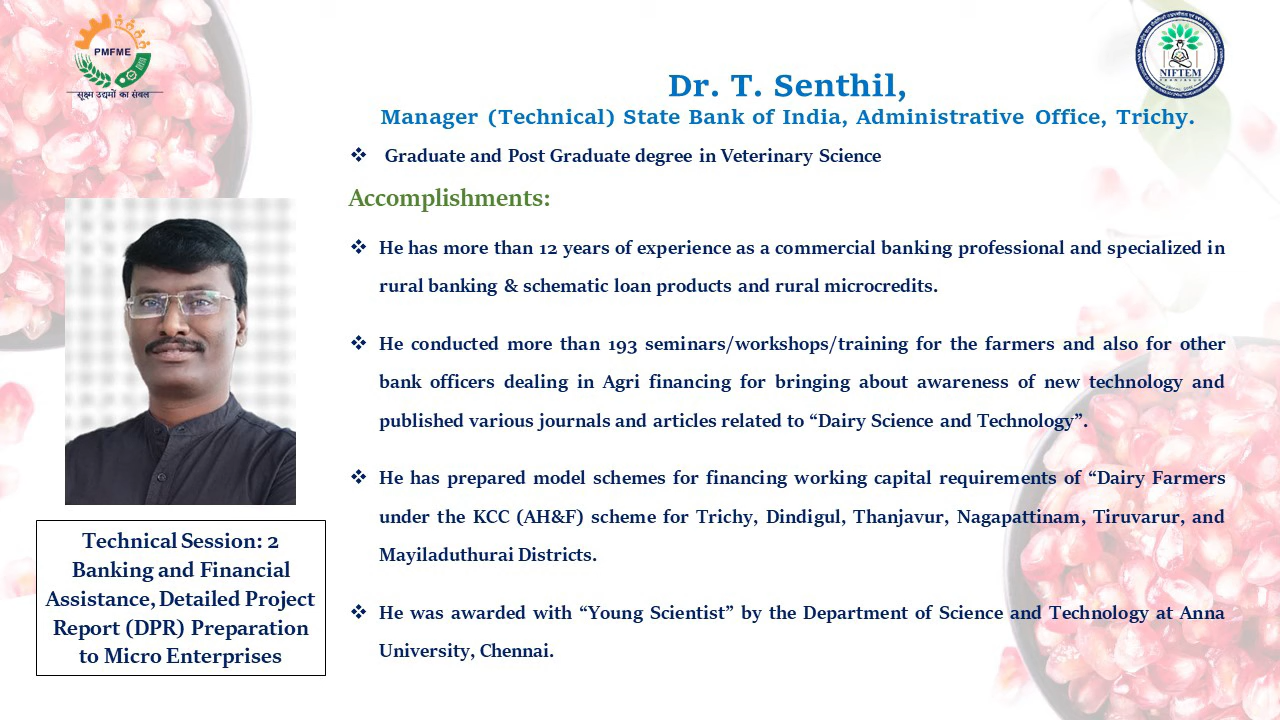 PMFME
सूक्ष्म उद्यमों का संबल
NIFTEM
Dr. T. Senthil,
Manager (Technical) State Bank of India, Administrative Office, Trichy.
❖ Graduate and Post Graduate degree in Veterinary Science
Accomplishments:
❖ He has more than 12 years of experience as a commercial banking professional and specialized in
rural banking & schematic loan products and rural microcredits.
❖ He conducted more than 193 seminars/workshops/training for the farmers and also for other
bank officers dealing in Agri financing for bringing about awareness of new technology and
published various journals and articles related to “Dairy Science and Technology”.
❖ He has prepared model schemes for financing working capital requirements of “Dairy Farmers
under the KCC (AH&F) scheme for Trichy, Dindigul, Thanjavur, Nagapattinam, Tiruvarur, and
Mayiladuthurai Districts.
❖ He was awarded with “Young Scientist” by the Department of Science and Technology at Anna
University, Chennai.
Technical Session: 2
Banking and Financial
Assistance, Detailed Project
Report (DPR) Preparation
to Micro Enterprises